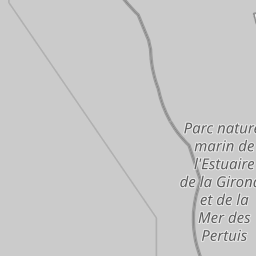 Parc nature
marin de
l'Estuaire
de la Girond
et de la
Mer des
Pertuis